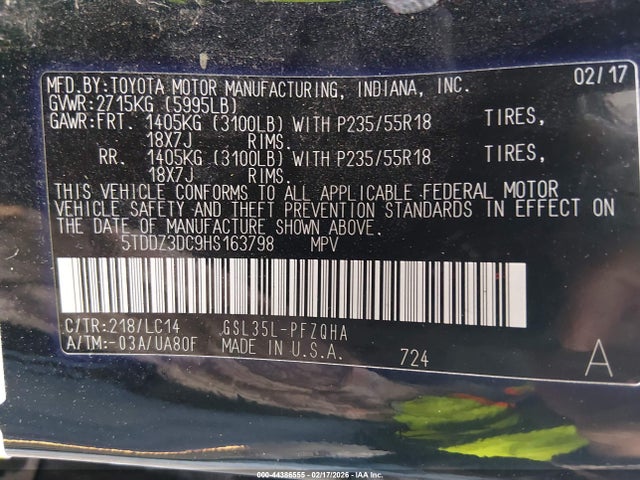 MFD.BY:TOYOTA MOTOR MANUFACTURING, INDIANA, INC. 02/17
GVWR:2715KG (5995LB)
GAWR:FRT. 1405KG (3100LB) WITH P235/55R18 TIRES,
18X7J RIMS.
RR. 1405KG (3100LB) WITH P235/55R18 TIRES,
18X7J RIMS.
THIS VEHICLE CONFORMS TO ALL APPLICABLE FEDERAL MOTOR
VEHICLE SAFETY AND THEFT PREVENTION STANDARDS IN EFFECT ON
THE DATE OF MANUFACTURE SHOWN ABOVE.
5TDDZ3DC9HS163798 MPV
C/TR:218/LC14 GSL35L-PFZQHA
A/TM:-03A/UA80F MADE IN U.S.A. 724 A
000-44386555 - 02/17/2026 - IAA Inc.